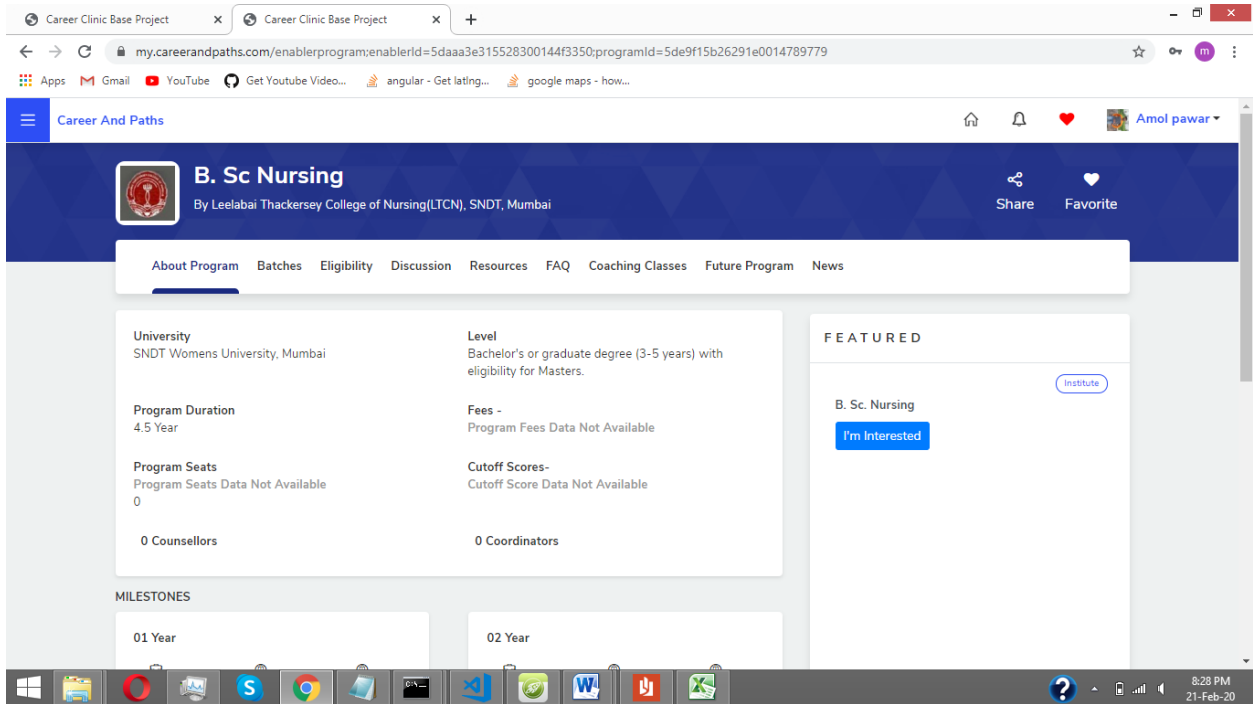 Career Clinic Base Project
Career Clinic Base Project
my.careerandpaths.com/enablerprogram;enablerId=5daaa3e315528300144f3350;programId=5de9f15b26291e0014789779
m
Apps Gmail YouTube Get Youtube Video... angular - Get latlng... google maps - how...
Career And Paths
Amol pawar
B. Sc Nursing
By Leelabai Thackersey College of Nursing(LTCN), SNDT, Mumbai
Share Favorite
About Program Batches Eligibility Discussion Resources FAQ Coaching Classes Future Program News
University
SNDT Womens University, Mumbai
Level
Bachelor's or graduate degree (3-5 years) with
eligibility for Masters.
Program Duration
4.5 Year
Fees -
Program Fees Data Not Available
Program Seats
Program Seats Data Not Available
0
Cutoff Scores-
Cutoff Score Data Not Available
0 Counsellors
0 Coordinators
FEATURED
Institute
B. Sc. Nursing
I'm Interested
MILESTONES
01 Year
02 Year
8:28 PM
21-Feb-20